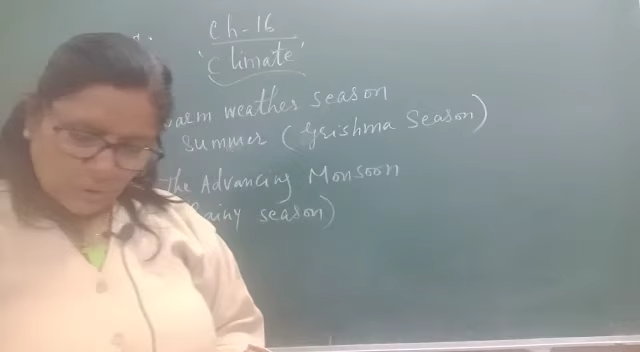 Ch-16
'Climate'
warm weather season
Summer (Grishma Season)
The Advancing Monsoon
Rainy season)